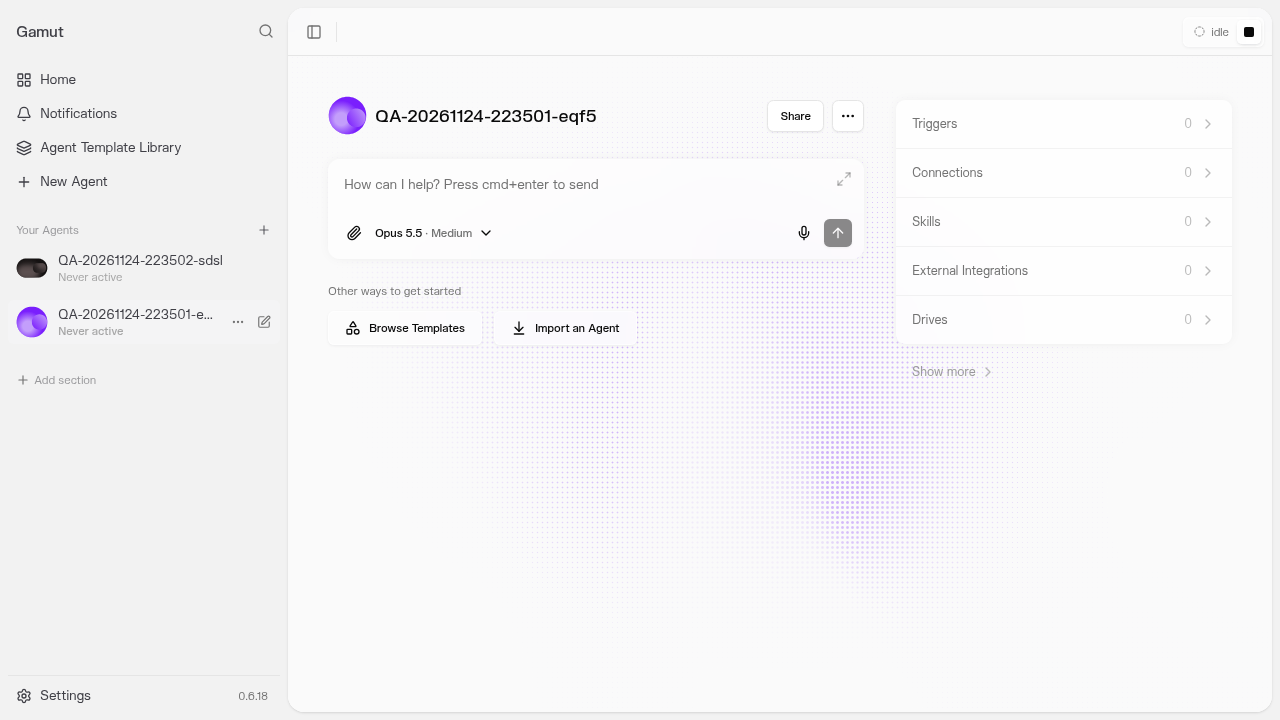 Gamut
Home
Notifications
Agent Template Library
New Agent
Your Agents
QA-20261124-223502-sdsl
Never active
QA-20261124-223501-e...
Never active
Add section
Settings
0.6.18
idle
QA-20261124-223501-eqf5
Share
How can I help? Press cmd+enter to send
Opus 5.5 · Medium
Other ways to get started
Browse Templates
Import an Agent
Triggers 0
Connections 0
Skills 0
External Integrations 0
Drives 0
Show more